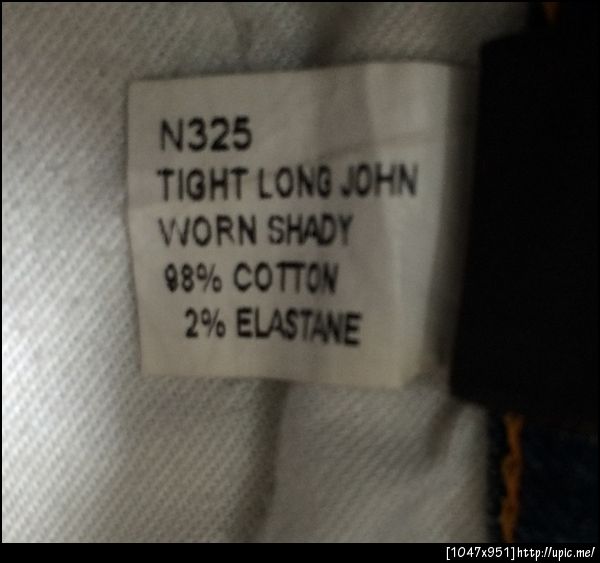 N325
TIGHT LONG JOHN
WORN SHADY
98% COTTON
2% ELASTANE
[1047x951]http://upic.me/